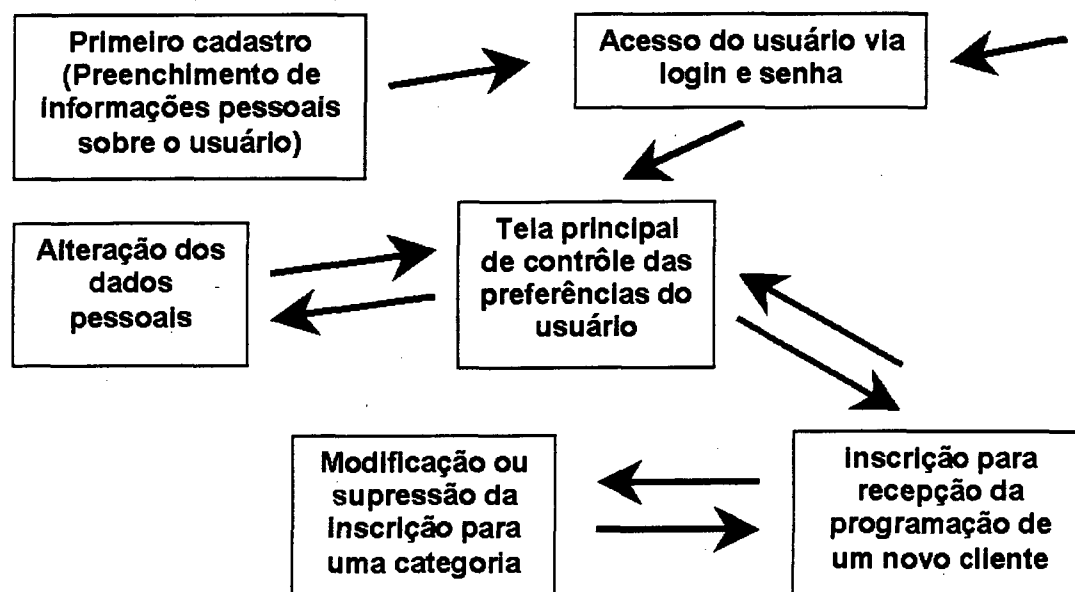 Primeiro cadastro
(Preenchimento de
informações pessoais
sobre o usuário)
Acesso do usuário via
login e senha
Alteração dos
dados
pessoais
Tela principal
de contrôle das
preferências do
usuário
Modificação ou
supressão da
inscrição para
uma categoria
inscrição para
recepção da
programação de
um novo cliente